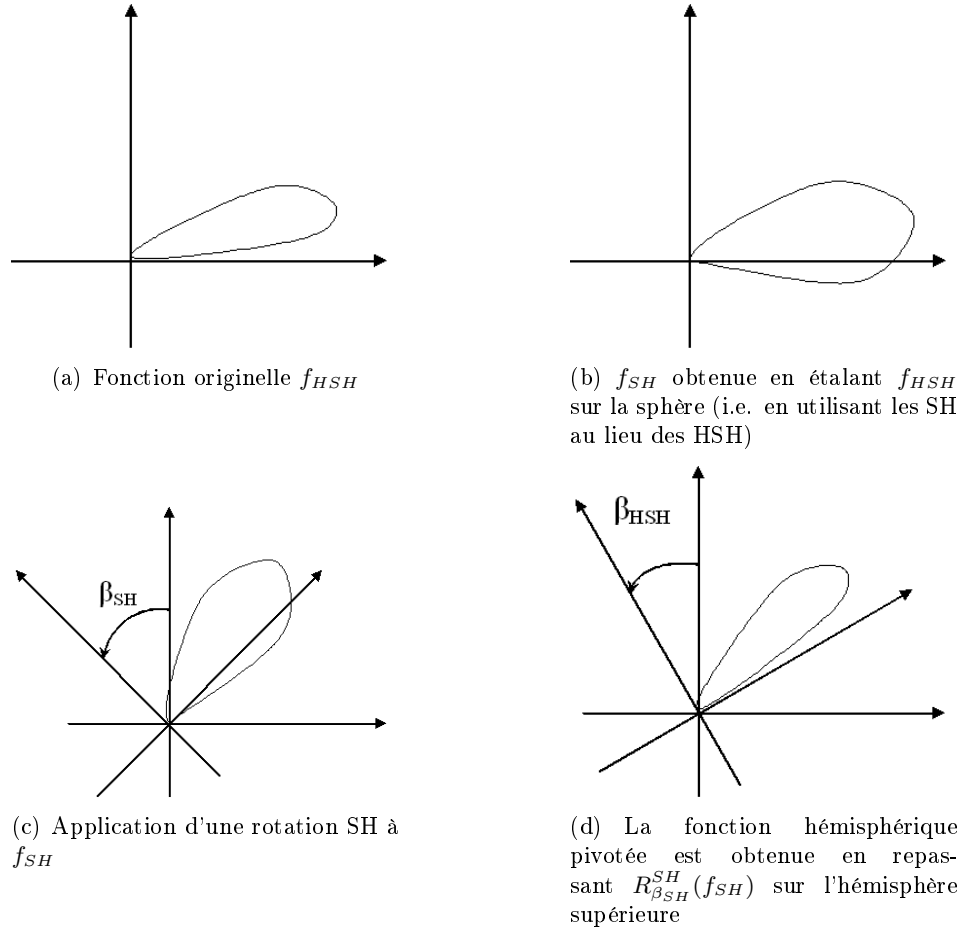 (a) Fonction originelle f_{HSH}
(b) f_{SH} obtenue en étalant f_{HSH}
sur la sphère (i.e. en utilisant les SH
au lieu des HSH)
β_{SH}
β_{HSH}
(c) Application d'une rotation SH à
f_{SH}
(d) La fonction hémisphérique
pivotée est obtenue en repas-
sant R^{SH}_{β_{SH}}(f_{SH}) sur l'hémisphère
supérieure